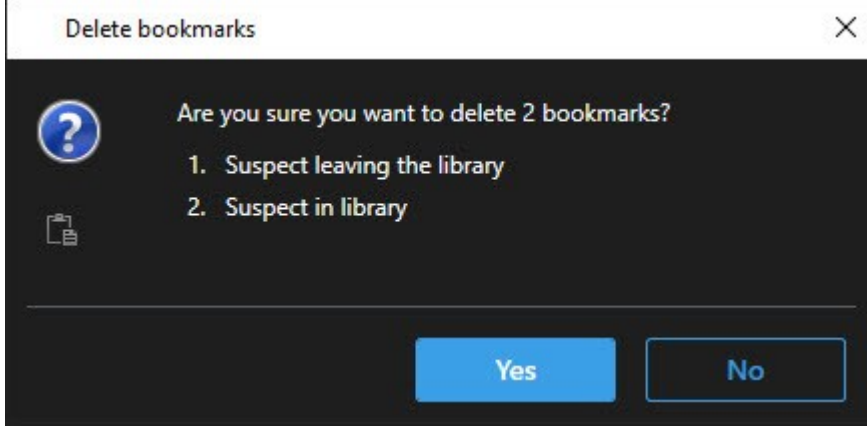 Delete bookmarks
Are you sure you want to delete 2 bookmarks?
1. Suspect leaving the library
2. Suspect in library
Yes
No